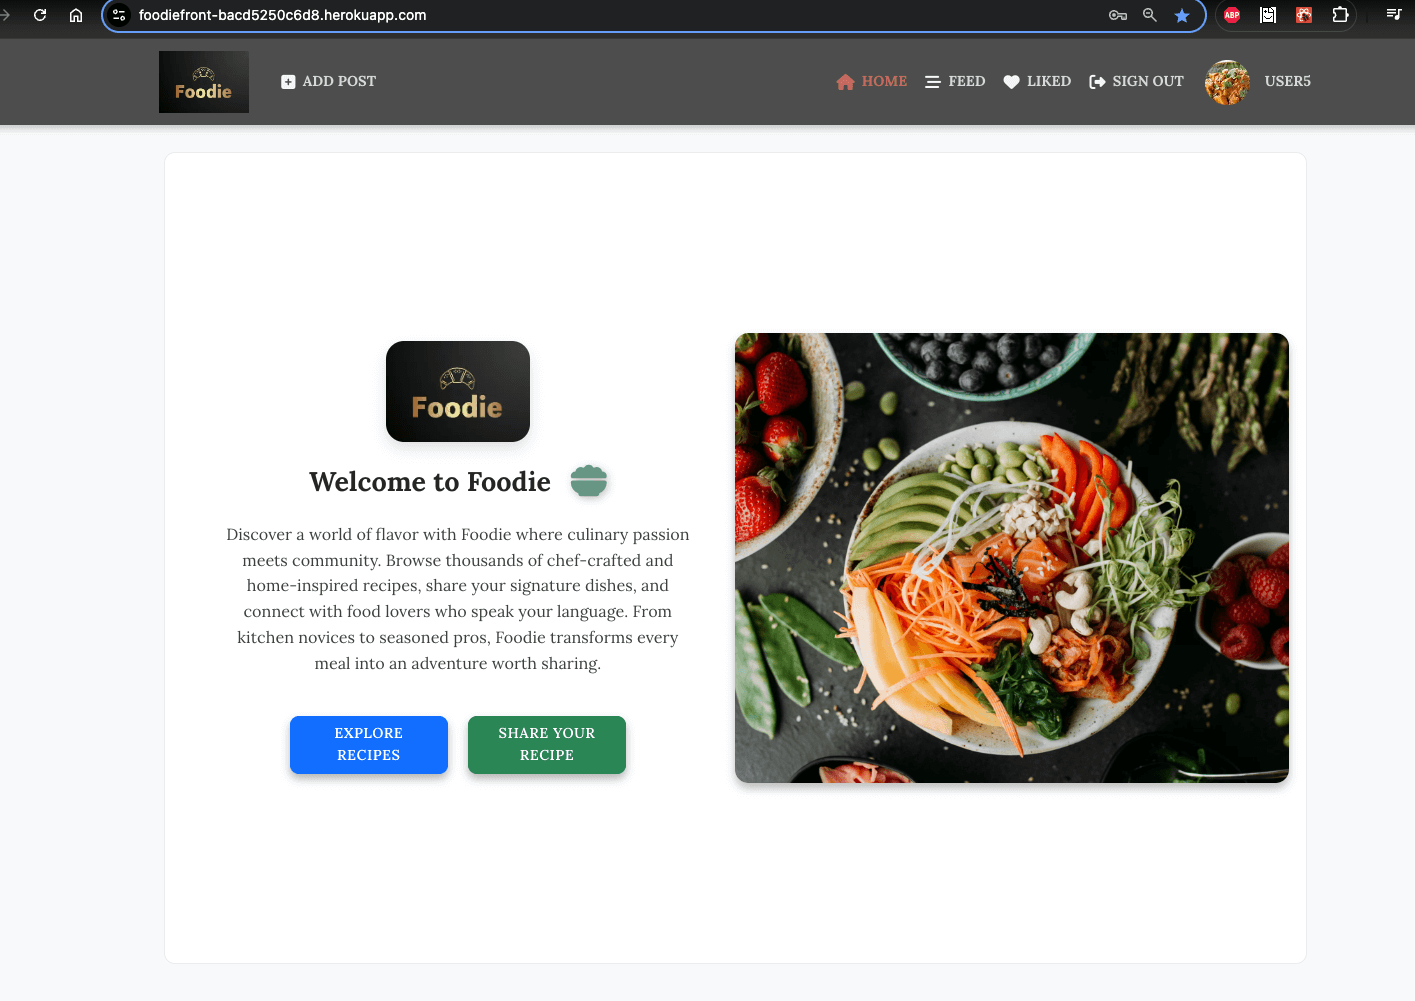 foodiefront-bacd5250c6d8.herokuapp.com
ABP
Foodie
ADD POST
HOME
FEED
LIKED
SIGN OUT
USER5
Foodie
Welcome to Foodie
Discover a world of flavor with Foodie where culinary passion
meets community. Browse thousands of chef-crafted and
home-inspired recipes, share your signature dishes, and
connect with food lovers who speak your language. From
kitchen novices to seasoned pros, Foodie transforms every
meal into an adventure worth sharing.
EXPLORE
RECIPES
SHARE YOUR
RECIPE